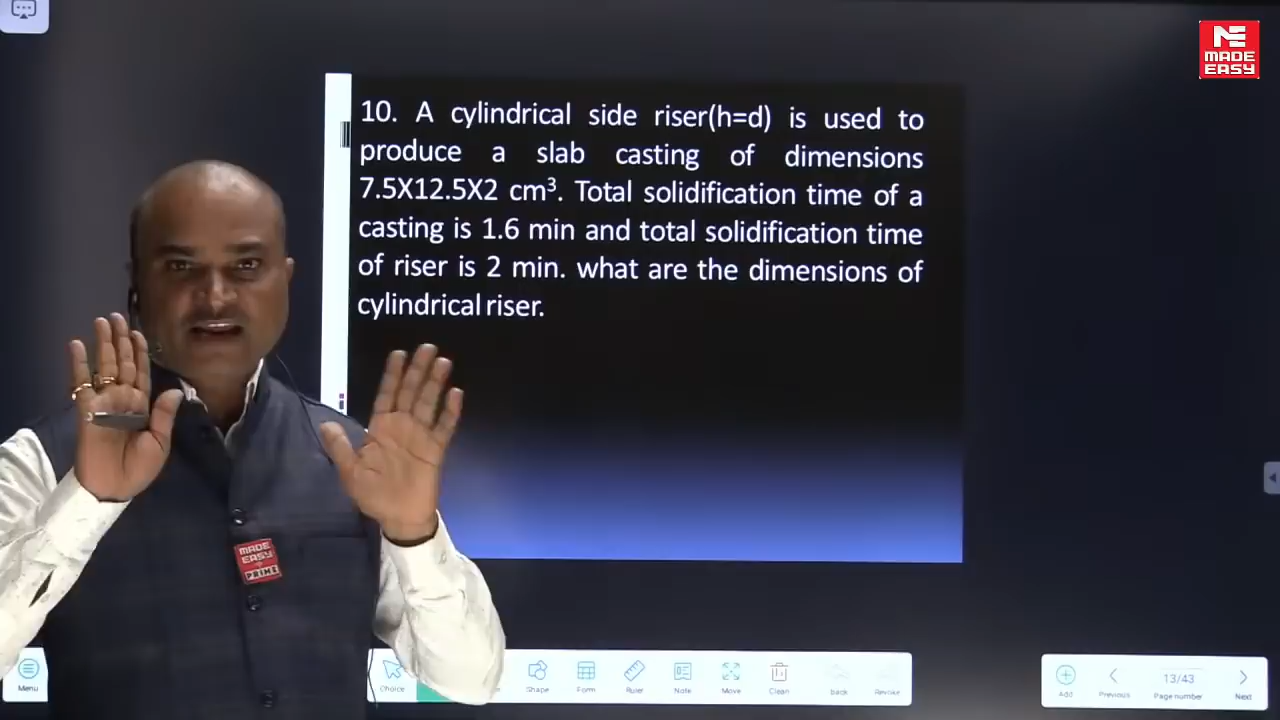 MADE
EASY
10. A cylindrical side riser(h=d) is used to
produce a slab casting of dimensions
7.5X12.5X2 cm³. Total solidification time of a
casting is 1.6 min and total solidification time
of riser is 2 min. what are the dimensions of
cylindrical riser.
MADE
EASY
PRIME
Menu
Choice
Shape
Form
Ruler
Note
Move
Clean
back
Revoke
Add
Previous
13/43
Page number
Next